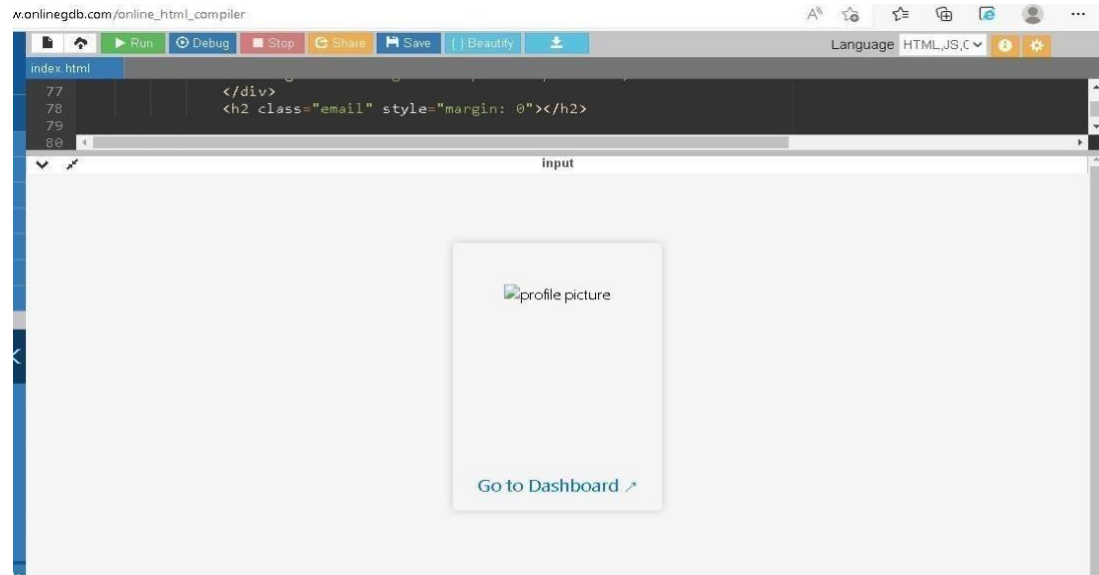 w.onlinegdb.com/online_html_compiler
Run Debug Stop Share Save { } Beautify Language HTML,JS,C
index.html
77 </div>
78 <h2 class="email" style="margin: 0"></h2>
79
80
input
profile picture
Go to Dashboard ↗